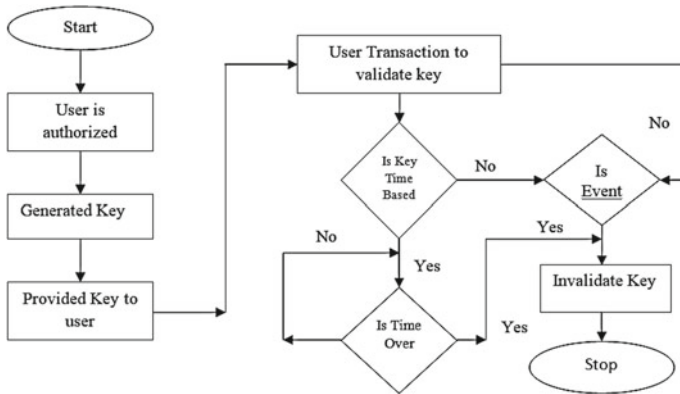 Start
User is
authorized
Generated Key
Provided Key to
user
User Transaction to
validate key
Is Key
Time
Based
No
Is
Event
No
Yes
Invalidate Key
Stop
No
Yes
Is Time
Over
Yes